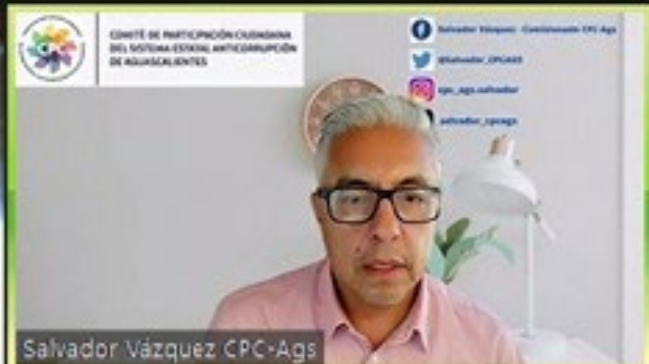 COMITÉ DE PARTICIPACIÓN CIUDADANA
DEL SISTEMA ESTATAL ANTICORRUPCIÓN
DE AGUASCALIENTES
Salvador Vázquez - Comisionado CPC Ags
@Salvador_CPCAGS
cpc_ags.salvador
salvador_cpcags
Salvador Vázquez CPC-Ags